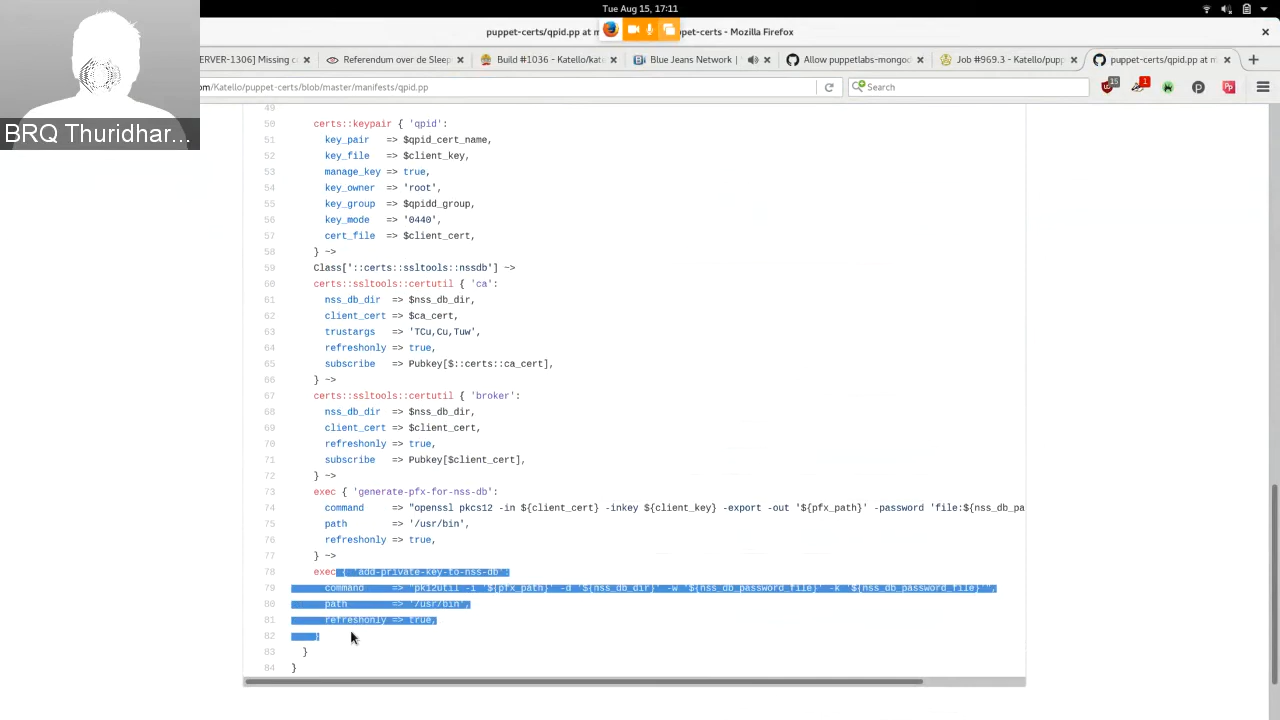 Tue Aug 15, 17:11
puppet-certs/qpid.pp at m ppet-certs - Mozilla Firefox
ERVER-1306] Missing c Referendum over de Sleep Build #1036 - Katello/kat Blue Jeans Network | Allow puppetlabs-mongo Job #969.3 - Katello/pup puppet-certs/qpid.pp at m
om/Katello/puppet-certs/blob/master/manifests/qpid.pp Search 15 1
BRQ Thuridhar...
49
50 certs::keypair { 'qpid':
51 key_pair => $qpid_cert_name,
52 key_file => $client_key,
53 manage_key => true,
54 key_owner => 'root',
55 key_group => $qpidd_group,
56 key_mode => '0440',
57 cert_file => $client_cert,
58 } ~>
59 Class['::certs::ssltools::nssdb'] ~>
60 certs::ssltools::certutil { 'ca':
61 nss_db_dir => $nss_db_dir,
62 client_cert => $ca_cert,
63 trustargs => 'TCu,Cu,Tuw',
64 refreshonly => true,
65 subscribe => Pubkey[$::certs::ca_cert],
66 } ~>
67 certs::ssltools::certutil { 'broker':
68 nss_db_dir => $nss_db_dir,
69 client_cert => $client_cert,
70 refreshonly => true,
71 subscribe => Pubkey[$client_cert],
72 } ~>
73 exec { 'generate-pfx-for-nss-db':
74 command => "openssl pkcs12 -in ${client_cert} -inkey ${client_key} -export -out '${pfx_path}' -password 'file:${nss_db_pa
75 path => '/usr/bin',
76 refreshonly => true,
77 } ~>
78 exec { 'add-private-key-to-nss-db':
79 command => "pk12util -i '${pfx_path}' -d '${nss_db_dir}' -w '${nss_db_password_file}' -k '${nss_db_password_file}'",
80 path => '/usr/bin',
81 refreshonly => true,
82 }
83 }
84 }